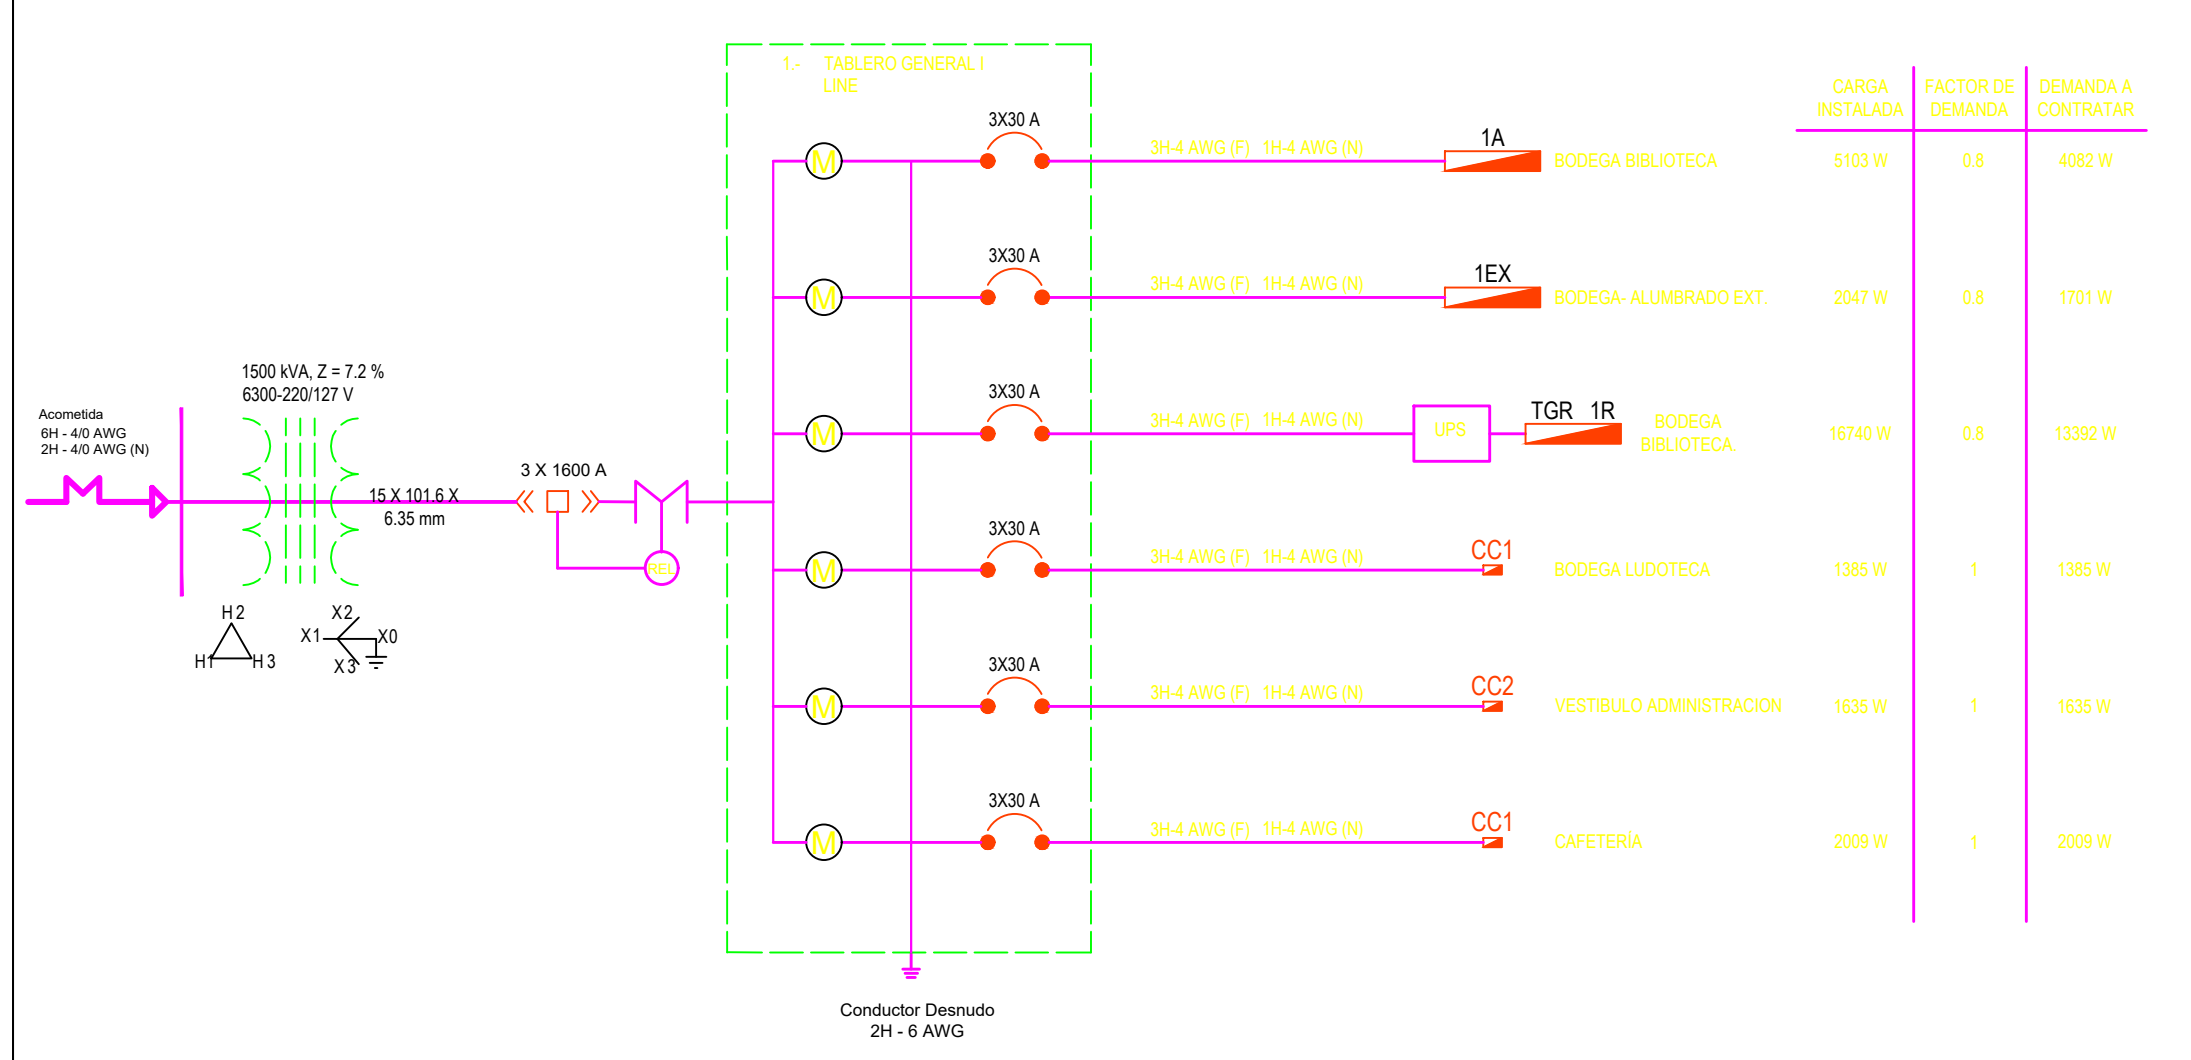 1.- TABLERO GENERAL I
LINE
CARGA
INSTALADA
FACTOR DE
DEMANDA
DEMANDA A
CONTRATAR
3X30 A
M
3H-4 AWG (F) 1H-4 AWG (N)
1A
BODEGA BIBLIOTECA
5103 W
0.8
4082 W
3X30 A
M
3H-4 AWG (F) 1H-4 AWG (N)
1EX
BODEGA- ALUMBRADO EXT.
2047 W
0.8
1701 W
3X30 A
M
3H-4 AWG (F) 1H-4 AWG (N)
UPS
TGR 1R
BODEGA
BIBLIOTECA.
16740 W
0.8
13392 W
1500 kVA, Z = 7.2 %
6300-220/127 V
Acometida
6H - 4/0 AWG
2H - 4/0 AWG (N)
15 X 101.6 X
6.35 mm
3 X 1600 A
REL
H2
H1
H3
X2
X1
X0
X3
3X30 A
M
3H-4 AWG (F) 1H-4 AWG (N)
CC1
BODEGA LUDOTECA
1385 W
1
1385 W
3X30 A
M
3H-4 AWG (F) 1H-4 AWG (N)
CC2
VESTIBULO ADMINISTRACION
1635 W
1
1635 W
3X30 A
M
3H-4 AWG (F) 1H-4 AWG (N)
CC1
CAFETERÍA
2009 W
1
2009 W
Conductor Desnudo
2H - 6 AWG